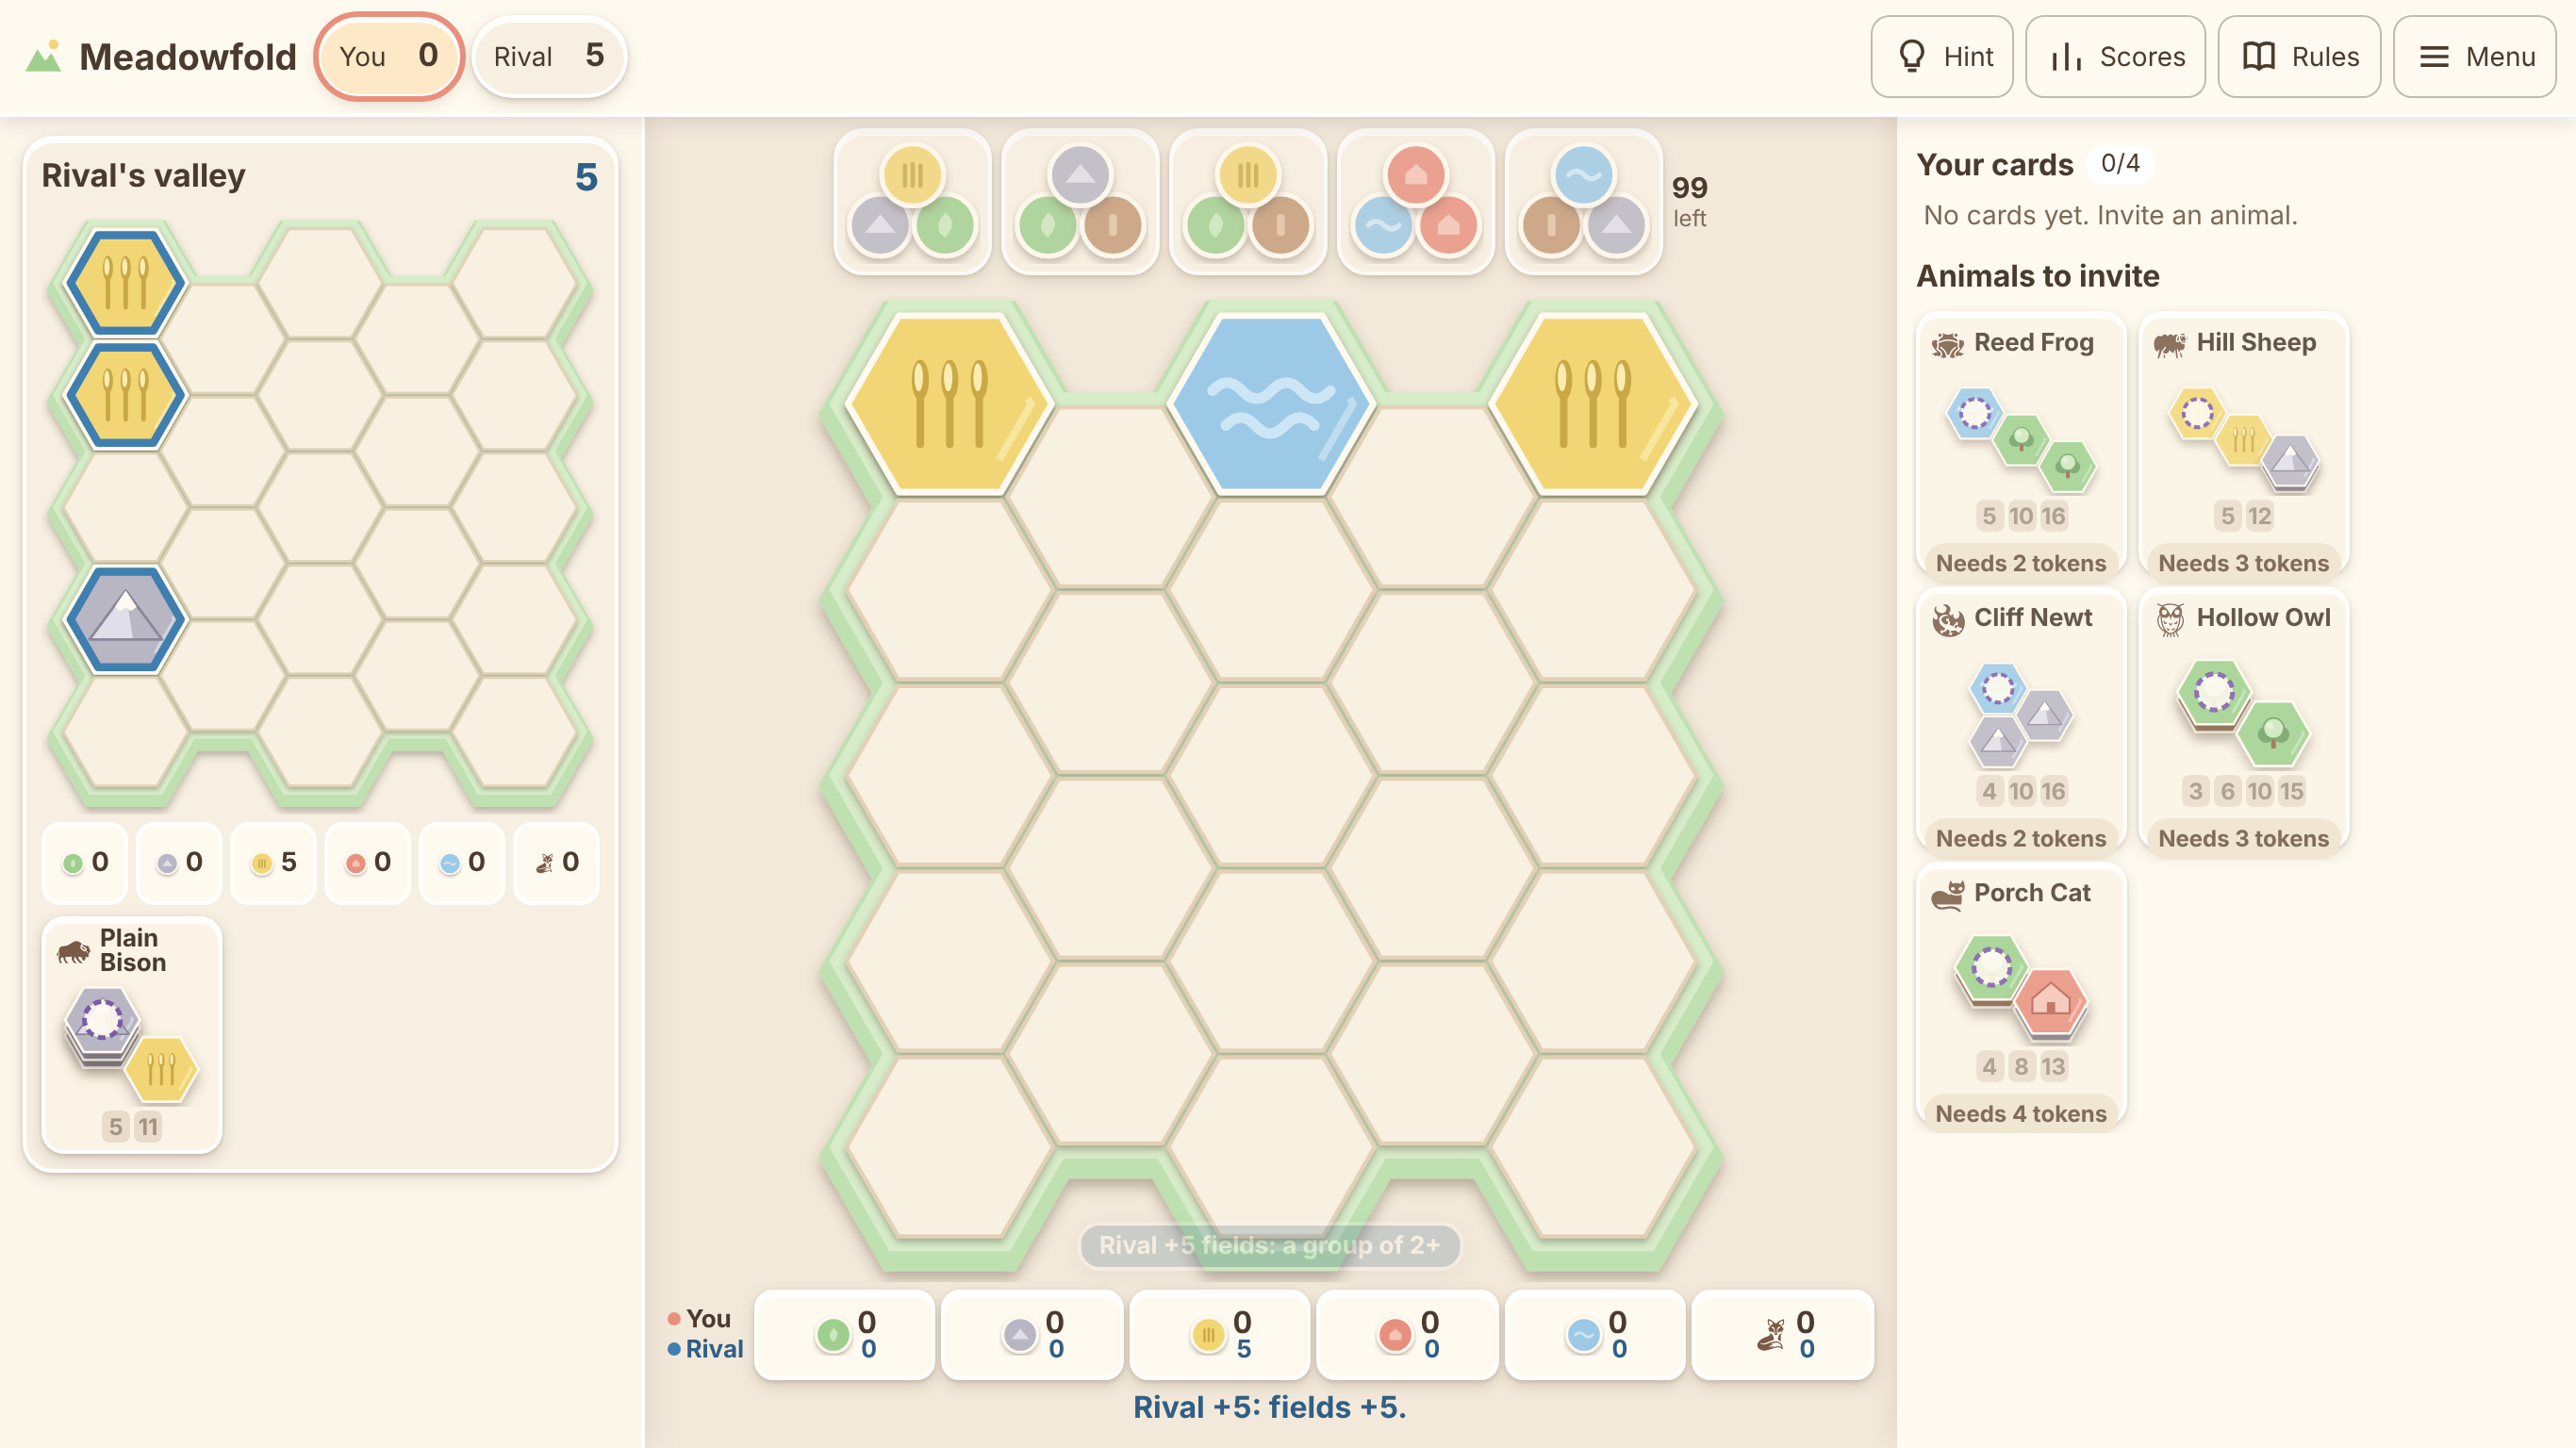 Meadowfold
You 0
Rival 5
Hint
Scores
Rules
Menu
Rival's valley 5
0 0 5 0 0 0
Plain
Bison
5 11
99
left
Rival +5 fields: a group of 2+
You
Rival
0 0 0 0 0 0
0 0 5 0 0 0
Rival +5: fields +5.
Your cards 0/4
No cards yet. Invite an animal.
Animals to invite
Reed Frog
5 10 16
Needs 2 tokens
Hill Sheep
5 12
Needs 3 tokens
Cliff Newt
4 10 16
Needs 2 tokens
Hollow Owl
3 6 10 15
Needs 3 tokens
Porch Cat
4 8 13
Needs 4 tokens